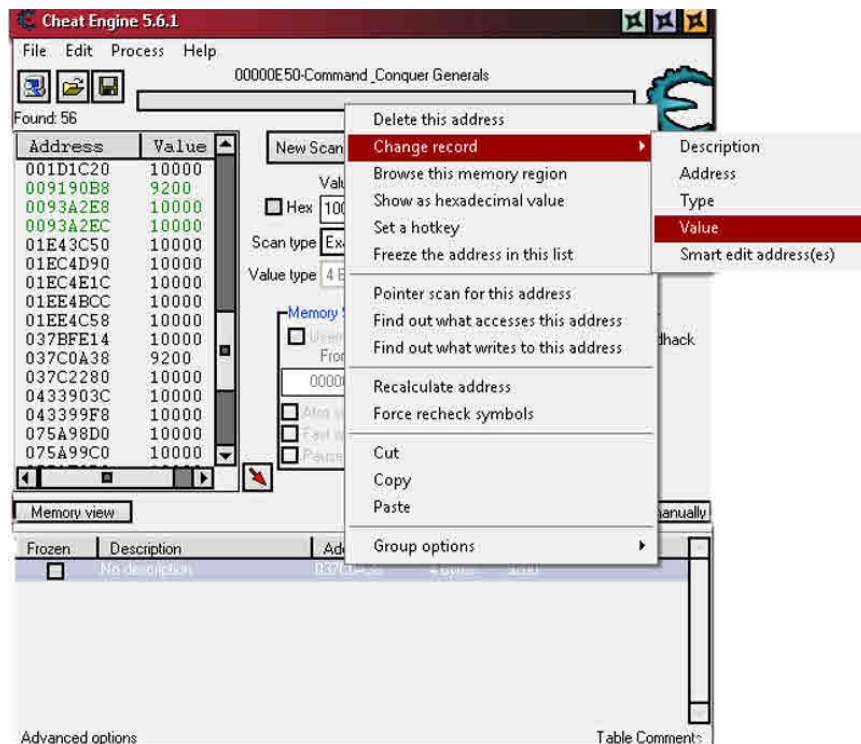 Cheat Engine 5.6.1
File Edit Process Help
00000E50-Command_Conquer Generals
Found: 56
Address Value
001D1C20 10000
009190B8 9200
0093A2E8 10000
0093A2EC 10000
01E43C50 10000
01EC4D90 10000
01EC4E1C 10000
01EE4BCC 10000
01EE4C58 10000
037BFE14 10000
037C0A38 9200
037C2280 10000
0433903C 10000
043399F8 10000
075A98D0 10000
075A99C0 10000
New Scan
Hex 100
Scan type
Value type 4 B
Memory
Delete this address
Change record
Browse this memory region
Show as hexadecimal value
Set a hotkey
Freeze the address in this list
Pointer scan for this address
Find out what accesses this address
Find out what writes to this address
Recalculate address
Force recheck symbols
Cut
Copy
Paste
Group options
Description
Address
Type
Value
Smart edit address(es)
Memory view
Frozen Description
No description
Advanced options Table Comments